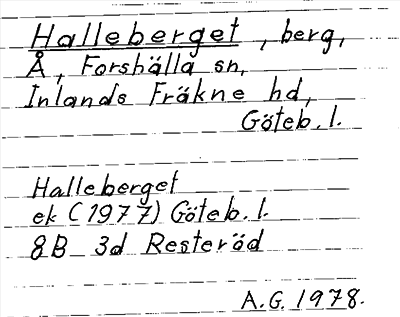 Halleberget, berg,
Å, Forshälla sn,
Inlands Fräkne hd,
Göteb. l.
Halleberget
ek (1977) Göteb. l.
8B 3d Resteröd
A.G. 1978.